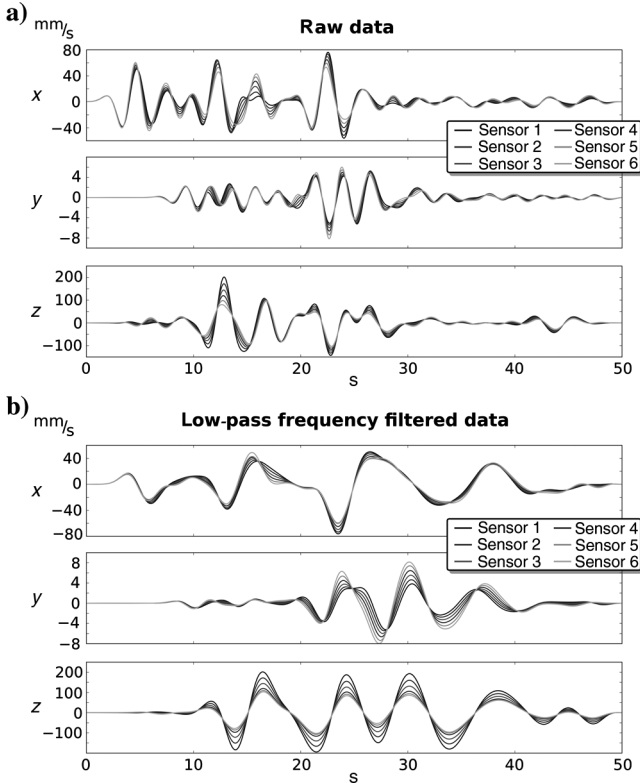 a)
mm/s
Raw data
80
40
0
−40
x
Sensor 1 Sensor 4
Sensor 2 Sensor 5
Sensor 3 Sensor 6
4
0
−4
−8
y
200
100
0
−100
z
0 10 20 30 40 50
s
b)
mm/s
Low-pass frequency filtered data
40
0
−40
−80
x
Sensor 1 Sensor 4
Sensor 2 Sensor 5
Sensor 3 Sensor 6
8
4
0
−4
−8
y
200
100
0
−100
z
0 10 20 30 40 50
s